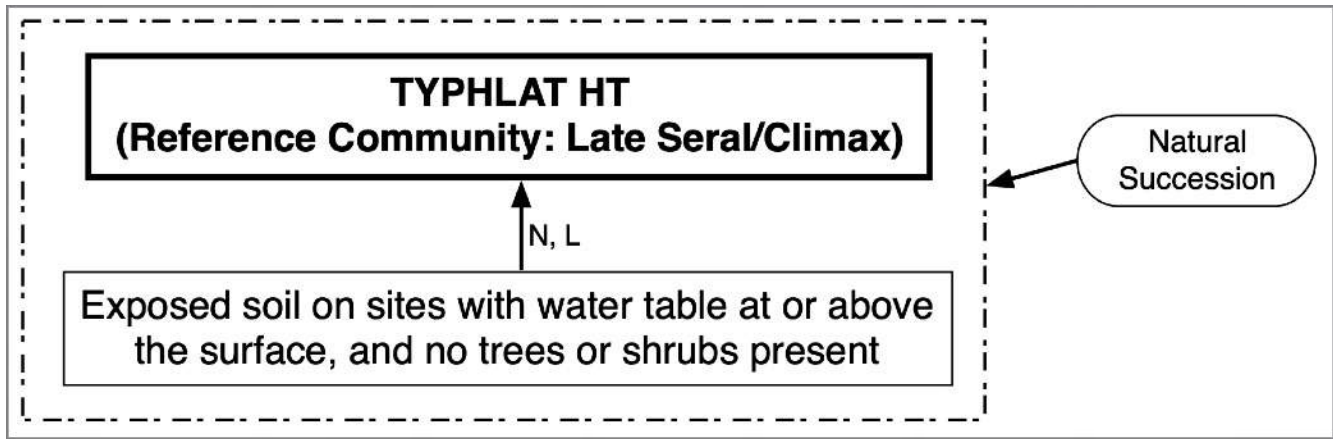 TYPHLAT HT
(Reference Community: Late Seral/Climax)
Natural
Succession
N, L
Exposed soil on sites with water table at or above
the surface, and no trees or shrubs present